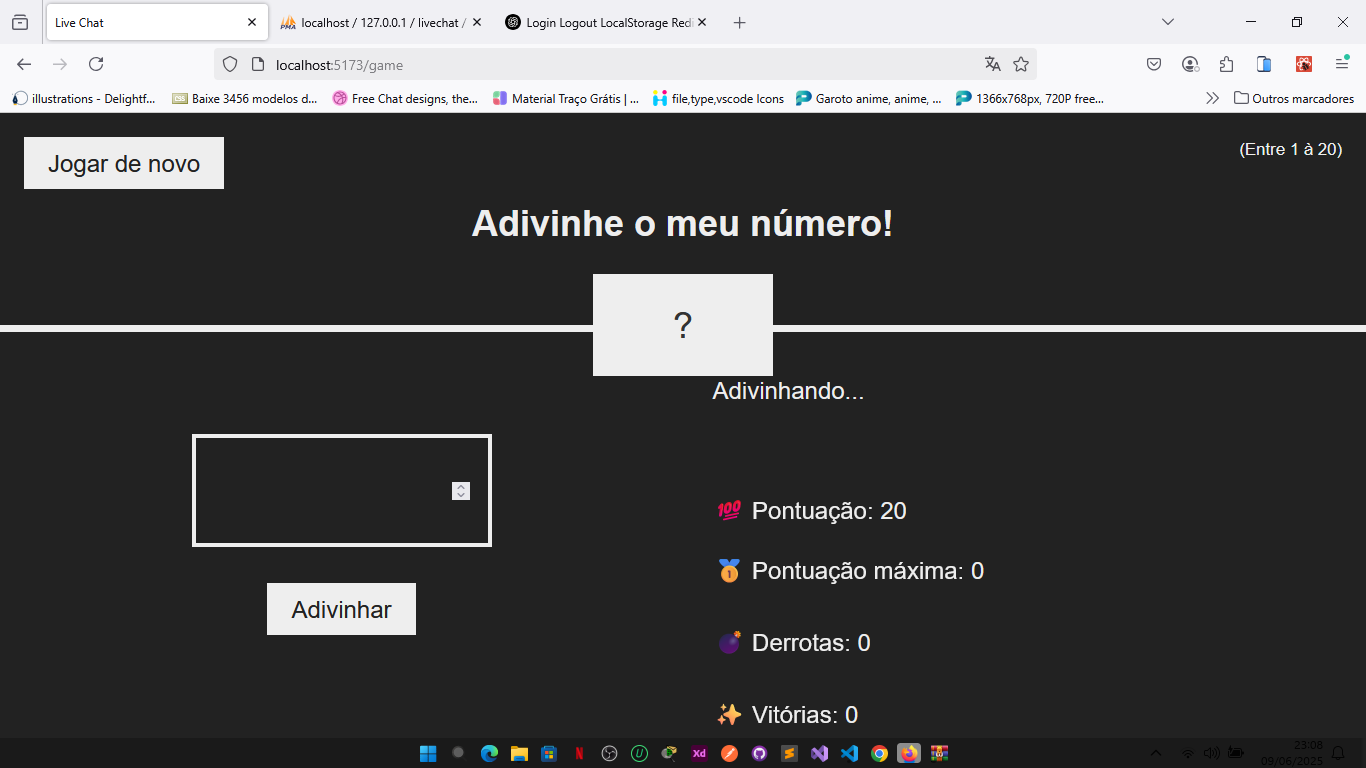 Live Chat
localhost / 127.0.0.1 / livechat /
Login Logout LocalStorage Redi
localhost:5173/game
illustrations - Delightf...
Baixe 3456 modelos d...
Free Chat designs, the...
Material Traço Grátis | ...
file,type,vscode Icons
Garoto anime, anime, ...
1366x768px, 720P free...
Outros marcadores
Jogar de novo
(Entre 1 à 20)
Adivinhe o meu número!
?
Adivinhando...
💯 Pontuação: 20
🥇 Pontuação máxima: 0
Adivinhar
💣 Derrotas: 0
✨ Vitórias: 0
23:08
09/06/2025